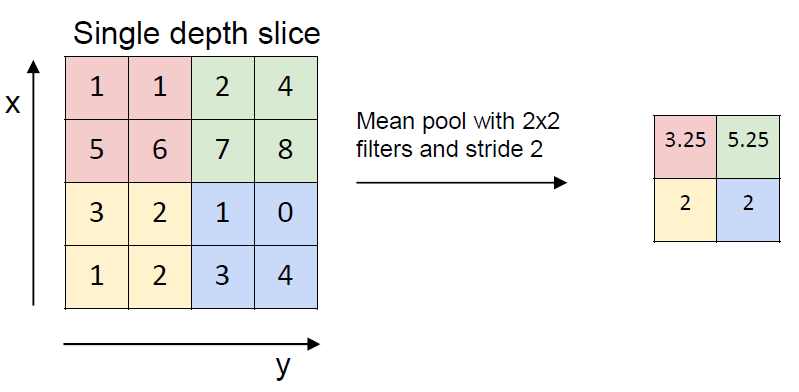 Single depth slice
x
1 1 2 4
5 6 7 8
3 2 1 0
1 2 3 4
y
Mean pool with 2x2
filters and stride 2
3.25 5.25
2 2